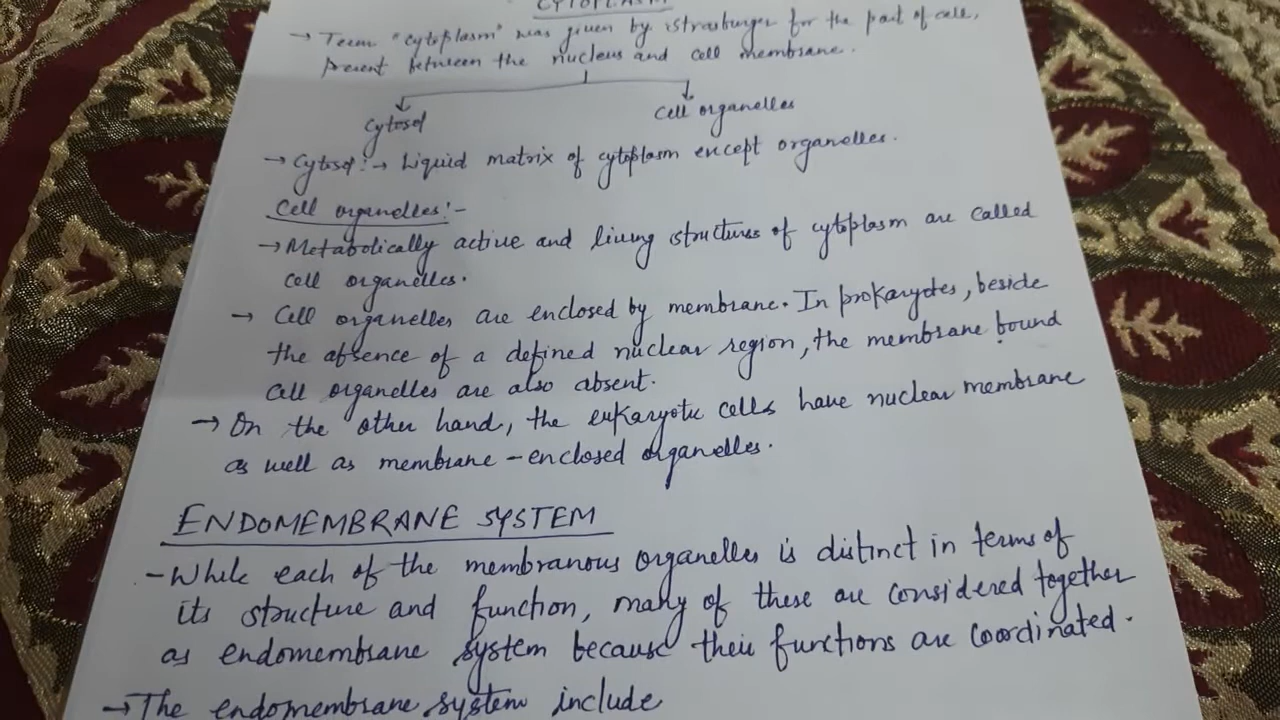 CYTOPLASM
→ Term "cytoplasm" was given by strasburger for the part of cell,
present between the nucleus and cell membrane.
Cytosol
Cell organelles
→ Cytosol:→ Liquid matrix of cytoplasm except organelles.
Cell organelles:-
→ Metabolically active and living structures of cytoplasm are called
cell organelles.
→ Cell organelles are enclosed by membrane. In prokaryotes, beside
the absence of a defined nuclear region, the membrane bound
cell organelles are also absent.
→ On the other hand, the eukaryotic cells have nuclear membrane
as well as membrane-enclosed organelles.
ENDOMEMBRANE SYSTEM
- While each of the membranous organelles is distinct in terms of
its structure and function, many of these are considered together
as endomembrane system because their functions are coordinated.
→ The endomembrane system include